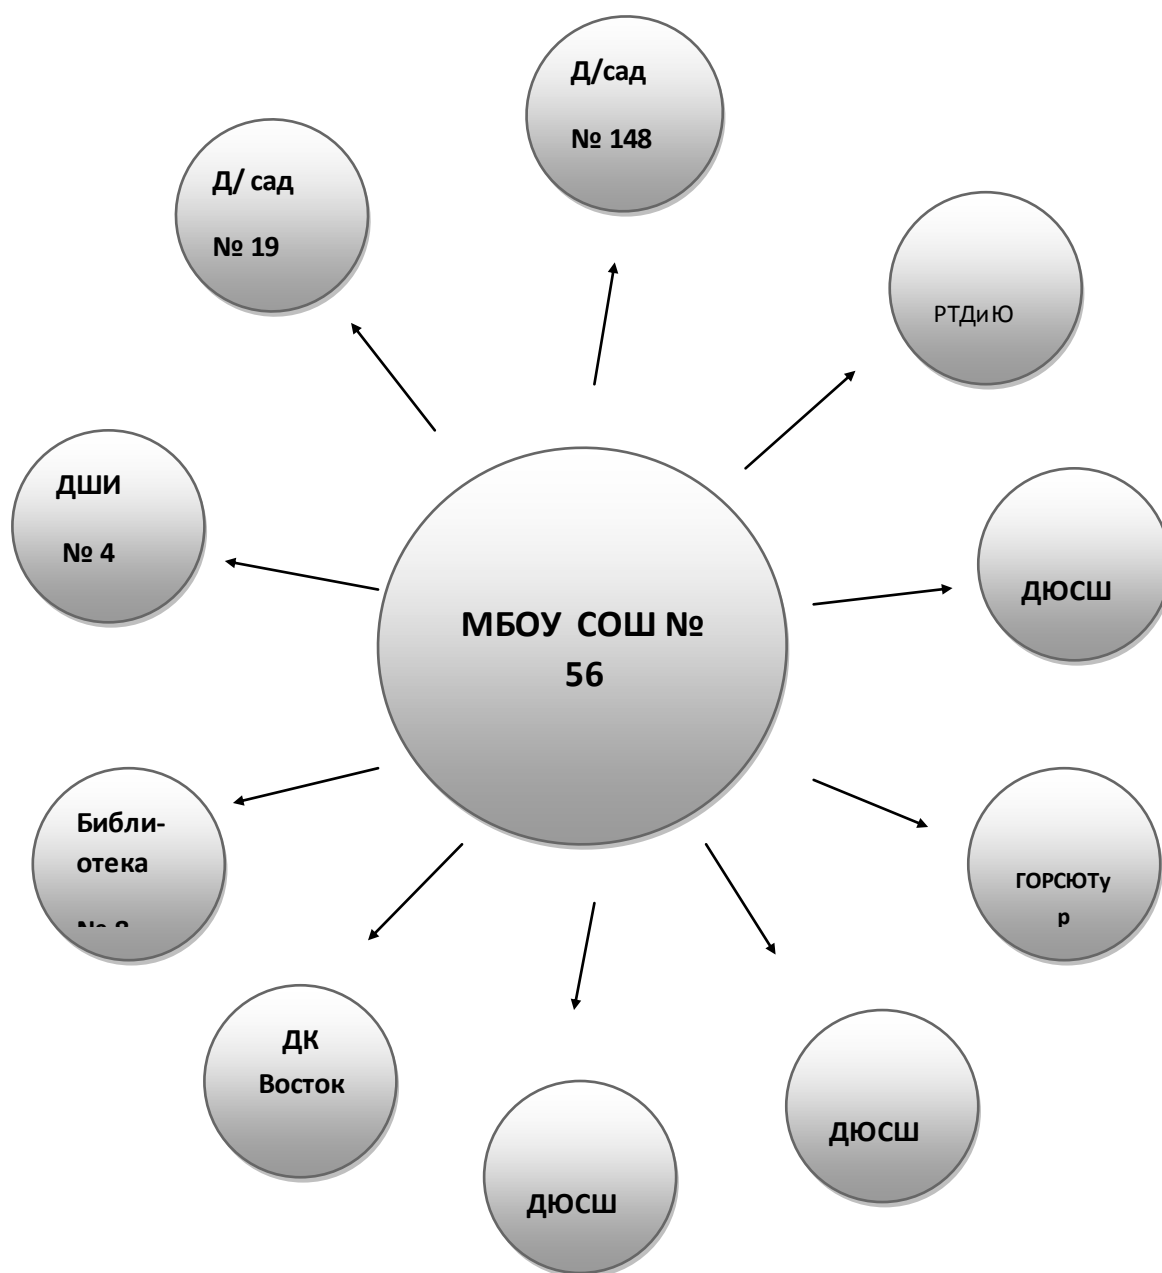 Д/сад
№ 148
Д/ сад
№ 19
РТДиЮ
ДШИ
№ 4
ДЮСШ
МБОУ СОШ №
56
Библи-
отека
ГОРСЮТу
р
ДК
Восток
ДЮСШ
ДЮСШ